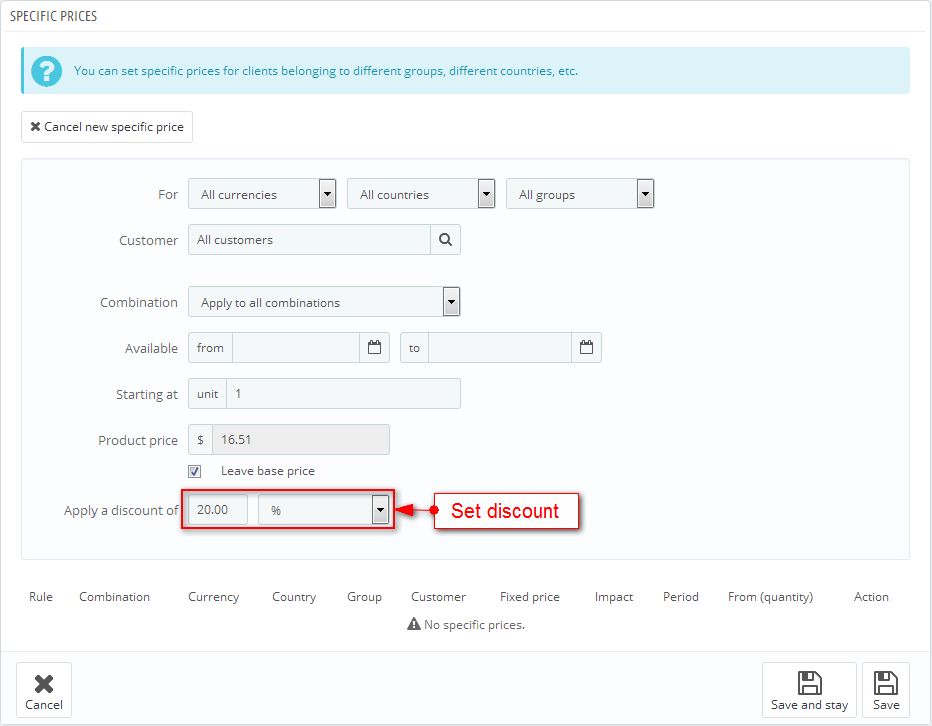 SPECIFIC PRICES
? You can set specific prices for clients belonging to different groups, different countries, etc.
Cancel new specific price
For All currencies All countries All groups
Customer All customers
Combination Apply to all combinations
Available from to
Starting at unit 1
Product price $ 16.51
Leave base price
Apply a discount of 20.00 % Set discount
Rule Combination Currency Country Group Customer Fixed price Impact Period From (quantity) Action
No specific prices.
Cancel Save and stay Save